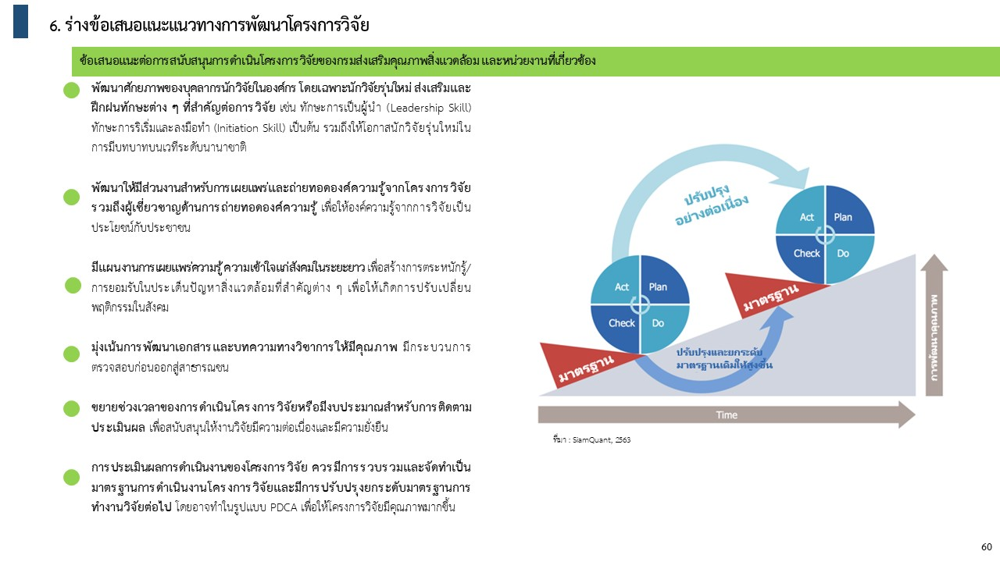 6. ร่างข้อเสนอแนะแนวทางการพัฒนาโครงการวิจัย
ข้อเสนอแนะต่อการสนับสนุนการดำเนินโครงการวิจัยของกรมส่งเสริมคุณภาพสิ่งแวดล้อม และหน่วยงานที่เกี่ยวข้อง
พัฒนาศักยภาพของบุคลากรนักวิจัยในองค์กร โดยเฉพาะนักวิจัยรุ่นใหม่ ส่งเสริมและ
ฝึกฝนทักษะต่าง ๆ ที่สำคัญต่อการวิจัย เช่น ทักษะการเป็นผู้นำ (Leadership Skill)
ทักษะการริเริ่มและลงมือทำ (Initiation Skill) เป็นต้น รวมถึงให้โอกาสนักวิจัยรุ่นใหม่ใน
การมีบทบาทบนเวทีระดับนานาชาติ
พัฒนาให้มีส่วนงานสำหรับการเผยแพร่และถ่ายทอดองค์ความรู้จากโครงการวิจัย
รวมถึงผู้เชี่ยวชาญด้านการถ่ายทอดองค์ความรู้ เพื่อให้องค์ความรู้จากการวิจัยเป็น
ประโยชน์กับประชาชน
มีแผนงานการเผยแพร่ความรู้ ความเข้าใจแก่สังคมในระยะยาว เพื่อสร้างการตระหนักรู้/
การยอมรับในประเด็นปัญหาสิ่งแวดล้อมที่สำคัญต่าง ๆ เพื่อให้เกิดการปรับเปลี่ยน
พฤติกรรมในสังคม
มุ่งเน้นการพัฒนาเอกสารและบทความทางวิชาการให้มีคุณภาพ มีกระบวนการ
ตรวจสอบก่อนออกสู่สาธารณชน
ขยายช่วงเวลาของการดำเนินโครงการวิจัยหรือมีงบประมาณสำหรับการติดตาม
ประเมินผล เพื่อสนับสนุนให้งานวิจัยมีความต่อเนื่องและมีความยั่งยืน
การประเมินผลการดำเนินงานของโครงการวิจัย ควรมีการรวบรวมและจัดทำเป็น
มาตรฐานการดำเนินงานโครงการวิจัยและมีการปรับปรุงยกระดับมาตรฐานการ
ทำงานวิจัยต่อไป โดยอาจทำในรูปแบบ PDCA เพื่อให้โครงการวิจัยมีคุณภาพมากขึ้น
ปรับปรุง
อย่างต่อเนื่อง
Act
Plan
Check
Do
มาตรฐาน
Act
Plan
Check
Do
มาตรฐาน
ปรับปรุงและยกระดับ
มาตรฐานเดิมให้สูงขึ้น
การพัฒนาคุณภาพ
Time
ที่มา : SiamQuant, 2563
60